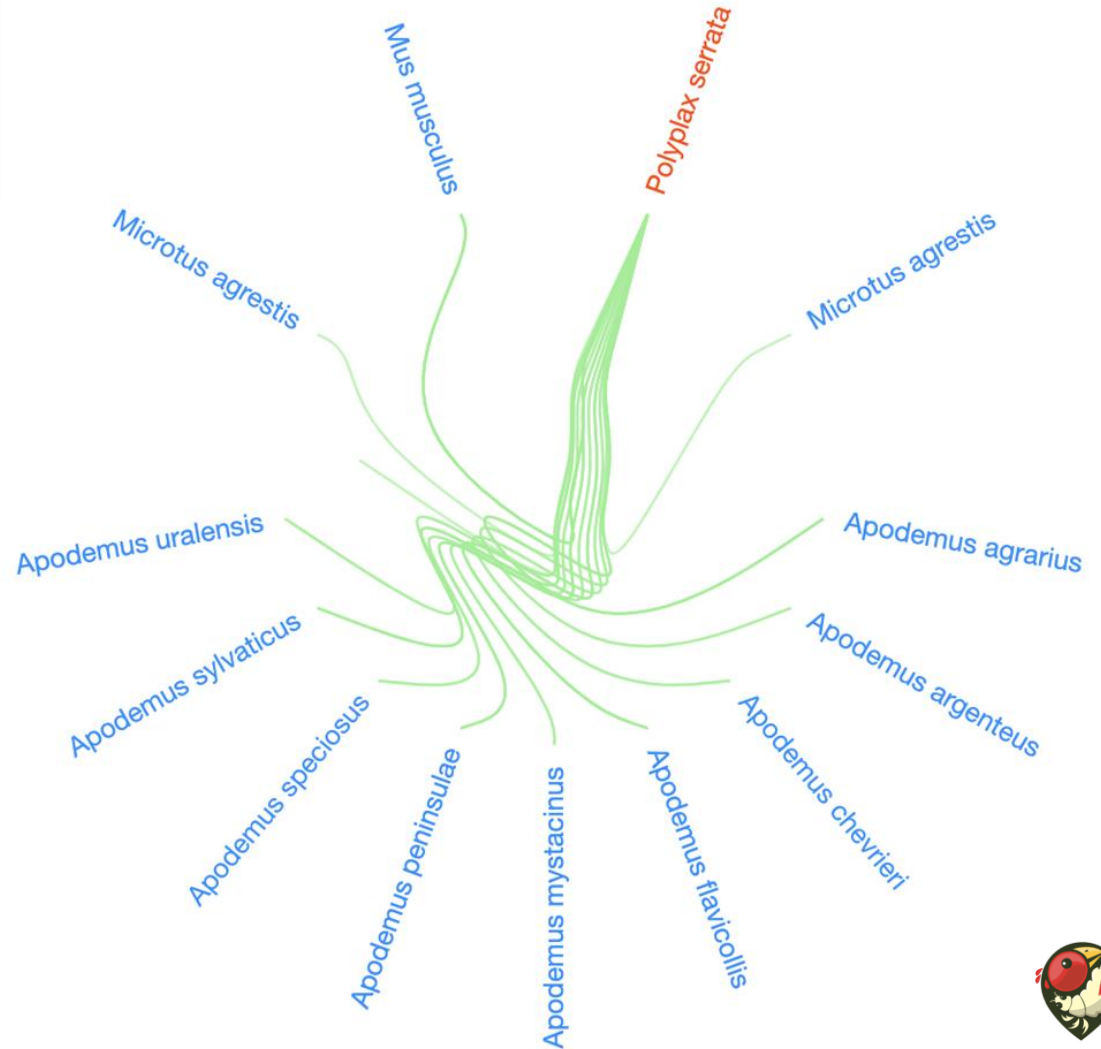 Mus musculus
Polyplax serrata
Microtus agrestis
Microtus agrestis
Apodemus uralensis
Apodemus agrarius
Apodemus sylvaticus
Apodemus argenteus
Apodemus speciosus
Apodemus chevrieri
Apodemus peninsulae
Apodemus mystacinus
Apodemus flavicollis